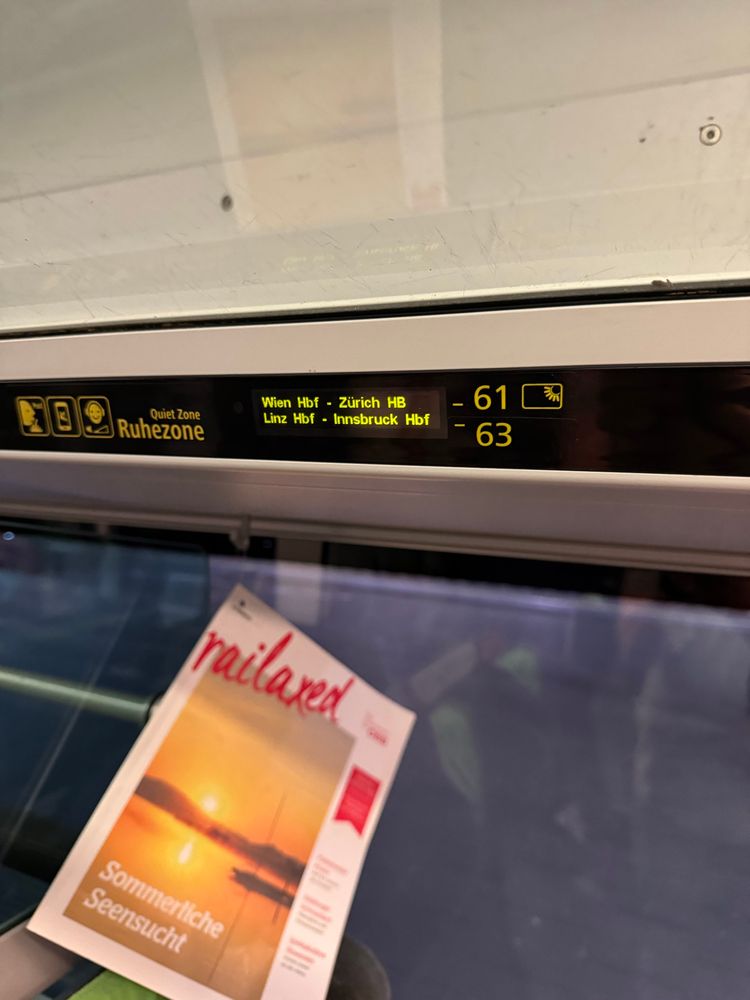 Quiet Zone
Ruhezone
Wien Hbf - Zürich HB
Linz Hbf - Innsbruck Hbf
61
63
railaxed
Sommerliche
Seensucht